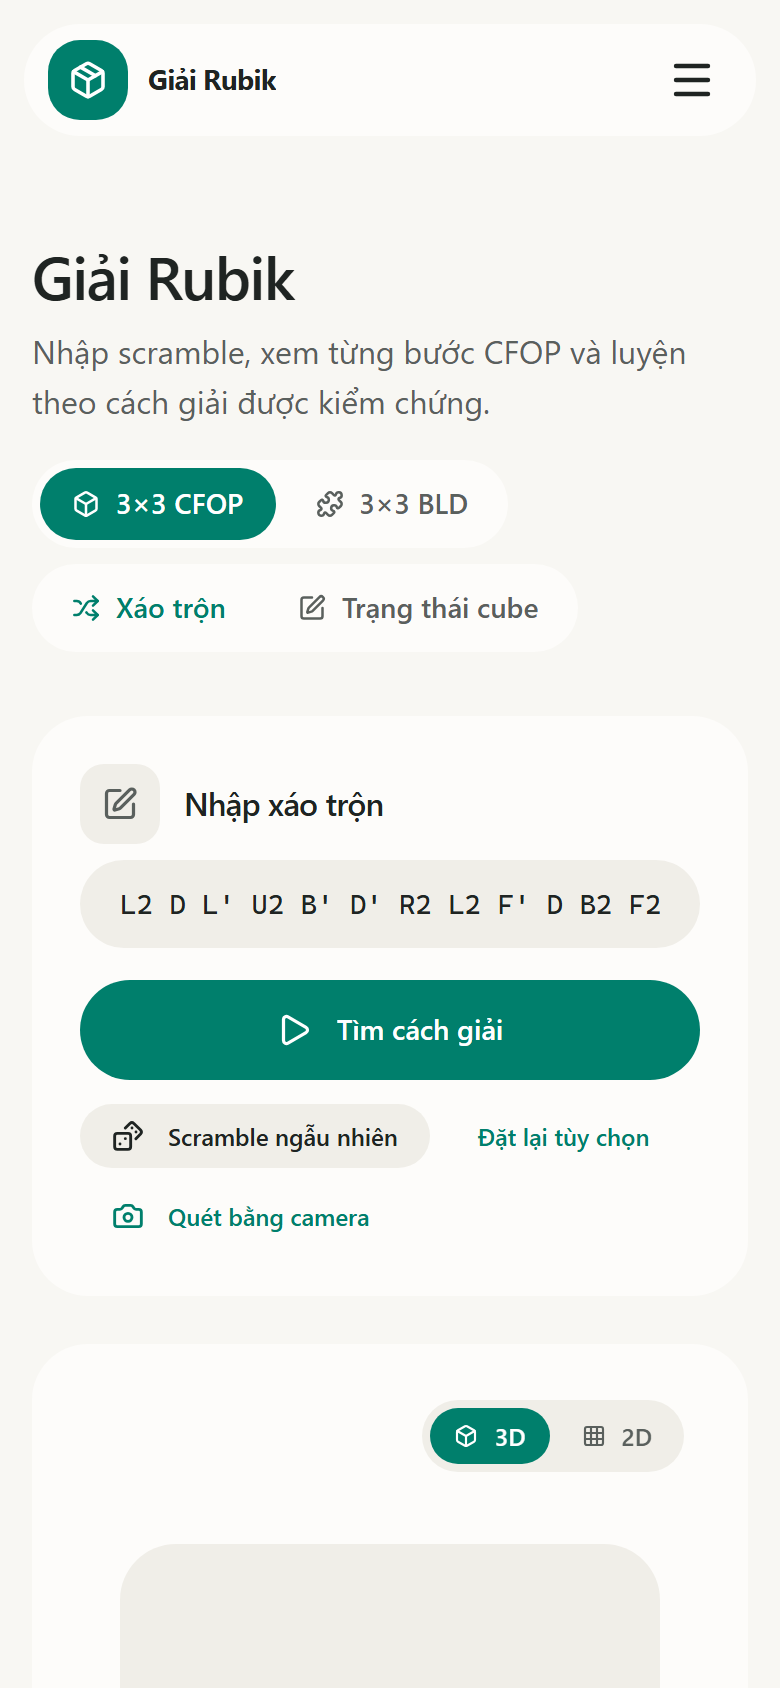 Giải Rubik
Giải Rubik
Nhập scramble, xem từng bước CFOP và luyện
theo cách giải được kiểm chứng.
3×3 CFOP
3×3 BLD
Xáo trộn
Trạng thái cube
Nhập xáo trộn
L2 D L' U2 B' D' R2 L2 F' D B2 F2
Tìm cách giải
Scramble ngẫu nhiên
Đặt lại tùy chọn
Quét bằng camera
3D
2D